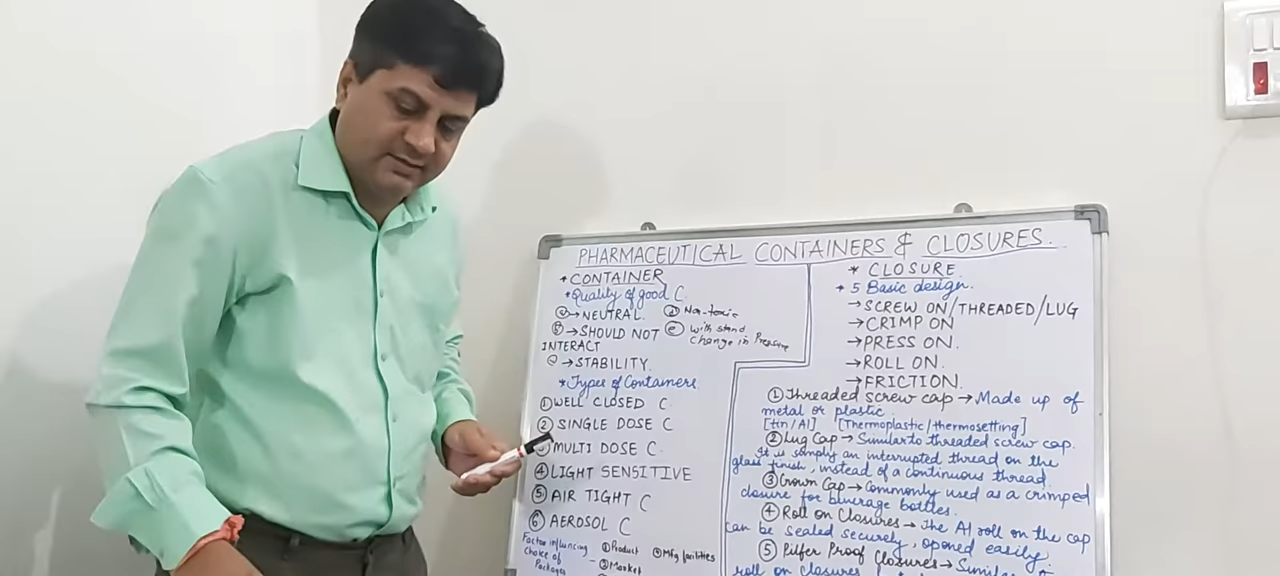 PHARMACEUTICAL CONTAINERS & CLOSURES.
* CONTAINER
* Quality of good C.
ⓐ→ NEUTRAL.
ⓑ → SHOULD NOT
INTERACT
ⓒ → STABILITY.
ⓓ Non-toxic
ⓔ with stand
change in Pressure
* Types of Containers
① WELL CLOSED C.
② SINGLE DOSE C
③ MULTI DOSE C.
④ LIGHT SENSITIVE
⑤ AIR TIGHT C
⑥ AEROSOL C
Factor influencing
choice of
Packages
① Product
③ Market
④ Mfg facilities
* CLOSURE.
* 5 Basic design.
→ SCREW ON/THREADED/LUG
→ CRIMP ON
→ PRESS ON.
→ ROLL ON.
→ FRICTION.
① Threaded screw cap → Made up of
metal or plastic.
[tin/Al] [Thermoplastic/thermosetting]
② Lug Cap → Similar to threaded screw cap.
It is simply an interrupted thread on the
glass finish, instead of a continuous thread.
③ Crown Cap → Commonly used as a crimped
closure for beverage bottles.
④ Roll on Closures → The Al roll on the cap
can be sealed securely, opened easily.
⑤ Pilfer Proof Closures → Similar
roll on closures